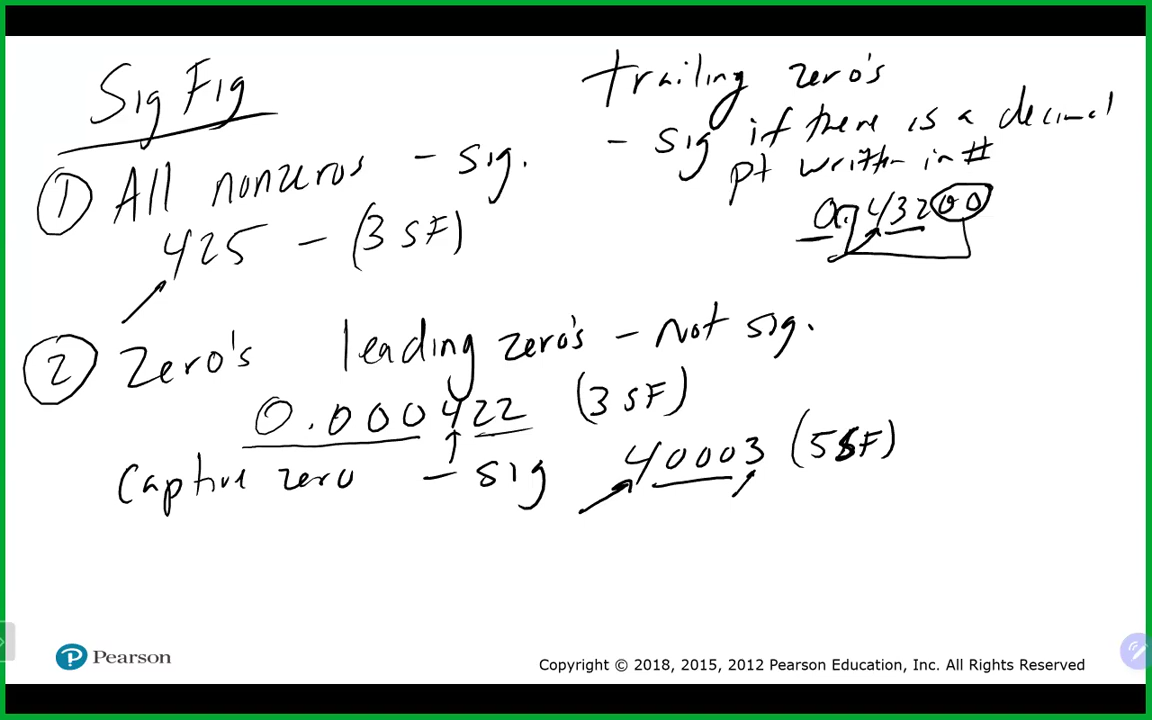 Sig Fig
① All nonzeros - sig.
425 - (3 SF)
② Zero's leading zero's - not sig.
0.000422 (3 SF)
Captive zero - sig 40003 (5 SF)
trailing zero's
- sig if there is a decimal
pt written in #
0.43200
Pearson
Copyright © 2018, 2015, 2012 Pearson Education, Inc. All Rights Reserved